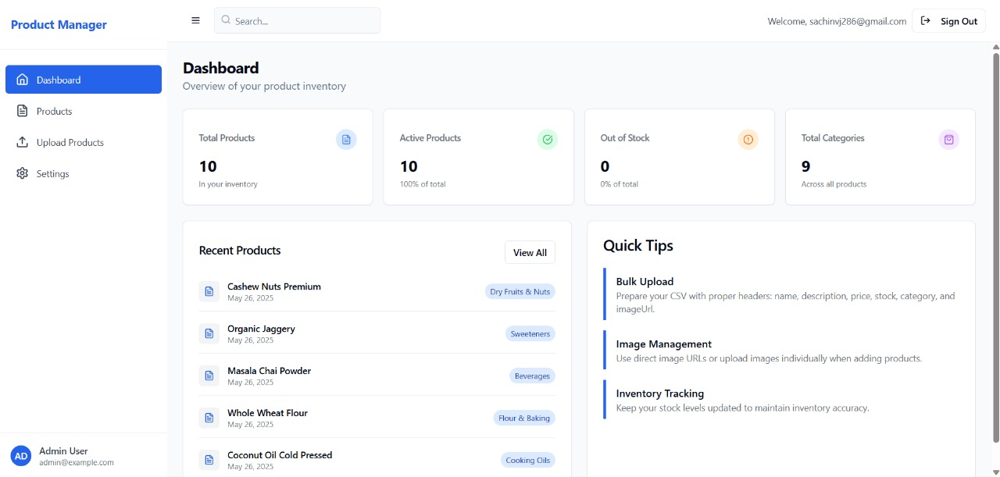 Product Manager
Search...
Welcome, sachinvj286@gmail.com
Sign Out
Dashboard
Products
Upload Products
Settings
AD
Admin User
admin@example.com
Dashboard
Overview of your product inventory
Total Products
10
In your inventory
Active Products
10
100% of total
Out of Stock
0
0% of total
Total Categories
9
Across all products
Recent Products
View All
Cashew Nuts Premium
May 26, 2025
Dry Fruits & Nuts
Organic Jaggery
May 26, 2025
Sweeteners
Masala Chai Powder
May 26, 2025
Beverages
Whole Wheat Flour
May 26, 2025
Flour & Baking
Coconut Oil Cold Pressed
May 26, 2025
Cooking Oils
Quick Tips
Bulk Upload
Prepare your CSV with proper headers: name, description, price, stock, category, and
imageUrl.
Image Management
Use direct image URLs or upload images individually when adding products.
Inventory Tracking
Keep your stock levels updated to maintain inventory accuracy.